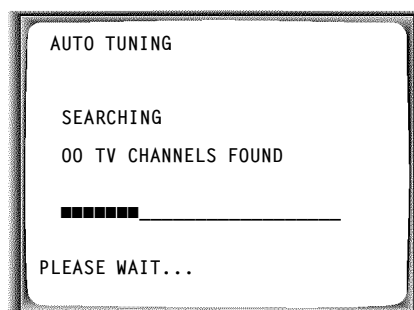 AUTO TUNING
SEARCHING
00 TV CHANNELS FOUND
PLEASE WAIT...